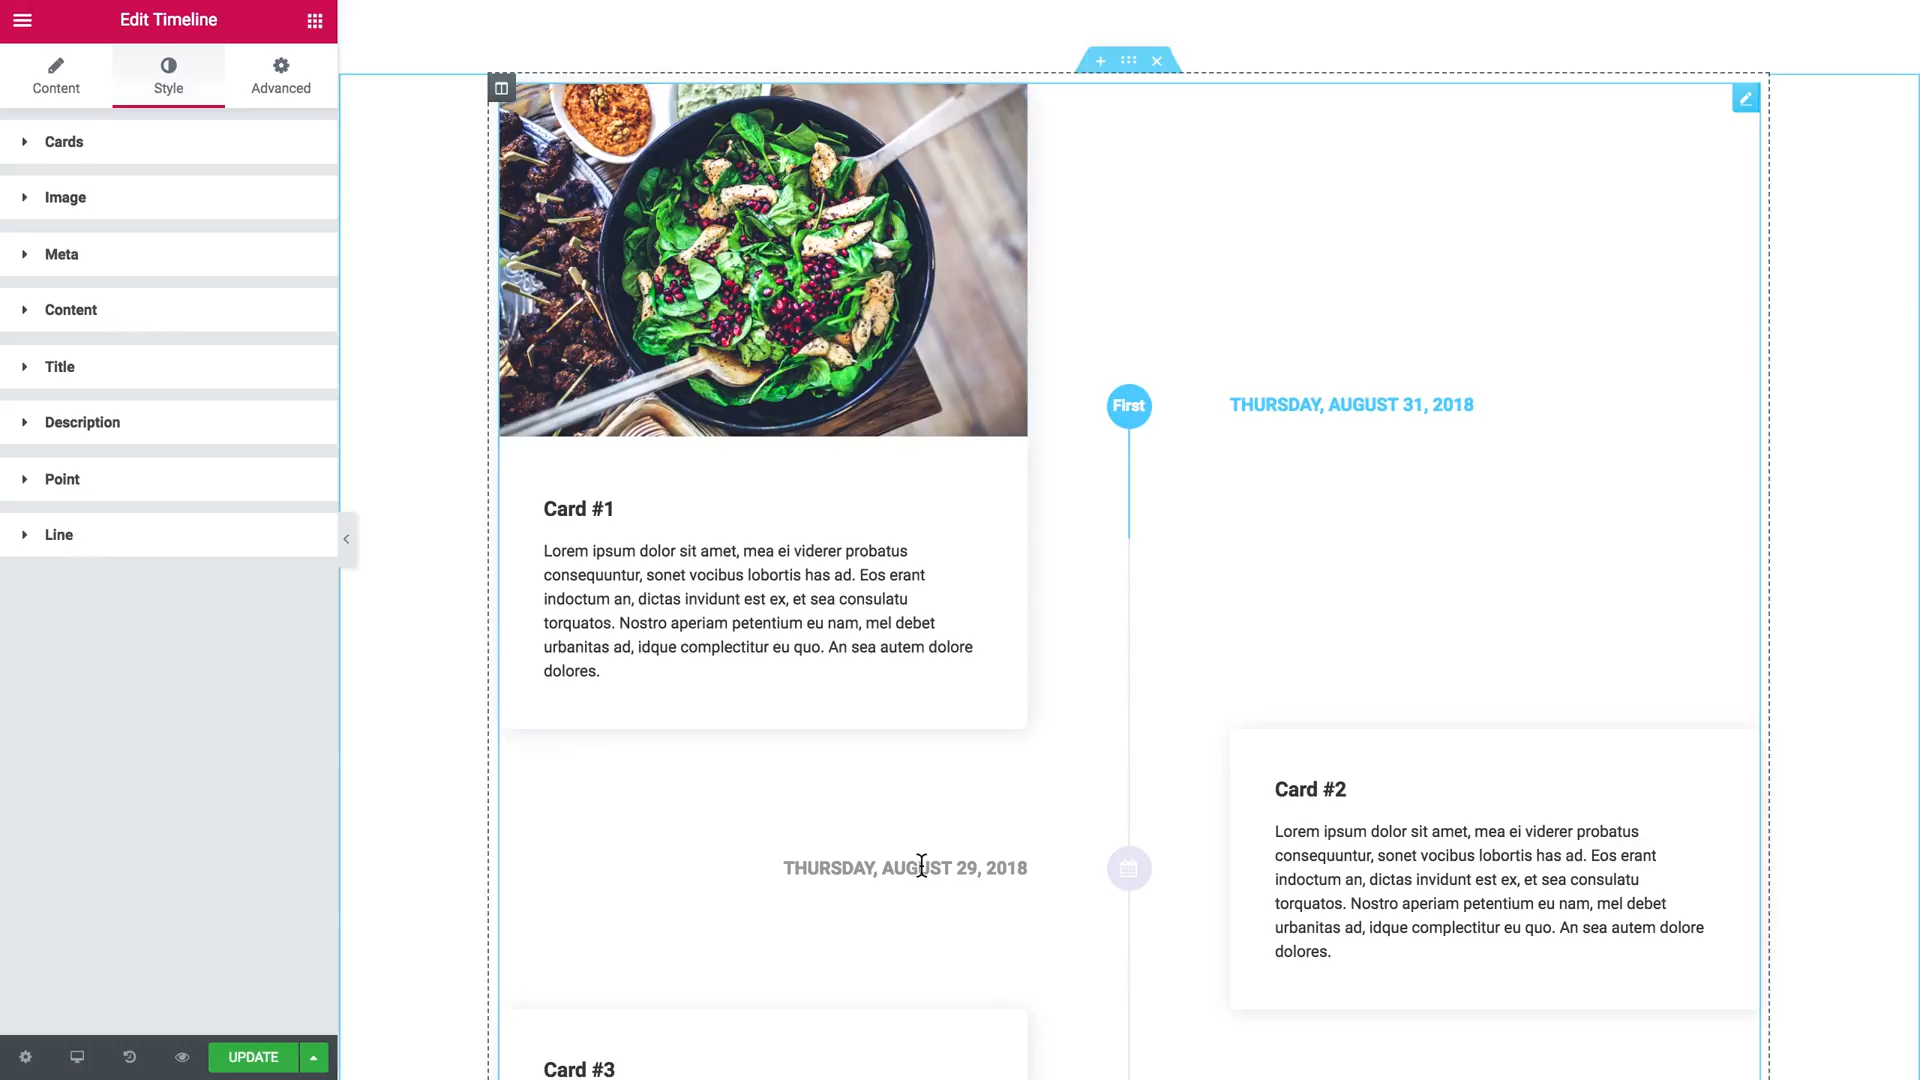 Edit Timeline
Content
Style
Advanced
Cards
Image
Meta
Content
Title
Description
Point
Line
UPDATE
First
THURSDAY, AUGUST 31, 2018
Card #1
Lorem ipsum dolor sit amet, mea ei viderer probatus
consequuntur, sonet vocibus lobortis has ad. Eos erant
indoctum an, dictas invidunt est ex, et sea consulatu
torquatos. Nostro aperiam petentium eu nam, mel debet
urbanitas ad, idque complectitur eu quo. An sea autem dolore
dolores.
THURSDAY, AUGUST 29, 2018
Card #2
Lorem ipsum dolor sit amet, mea ei viderer probatus
consequuntur, sonet vocibus lobortis has ad. Eos erant
indoctum an, dictas invidunt est ex, et sea consulatu
torquatos. Nostro aperiam petentium eu nam, mel debet
urbanitas ad, idque complectitur eu quo. An sea autem dolore
dolores.
Card #3